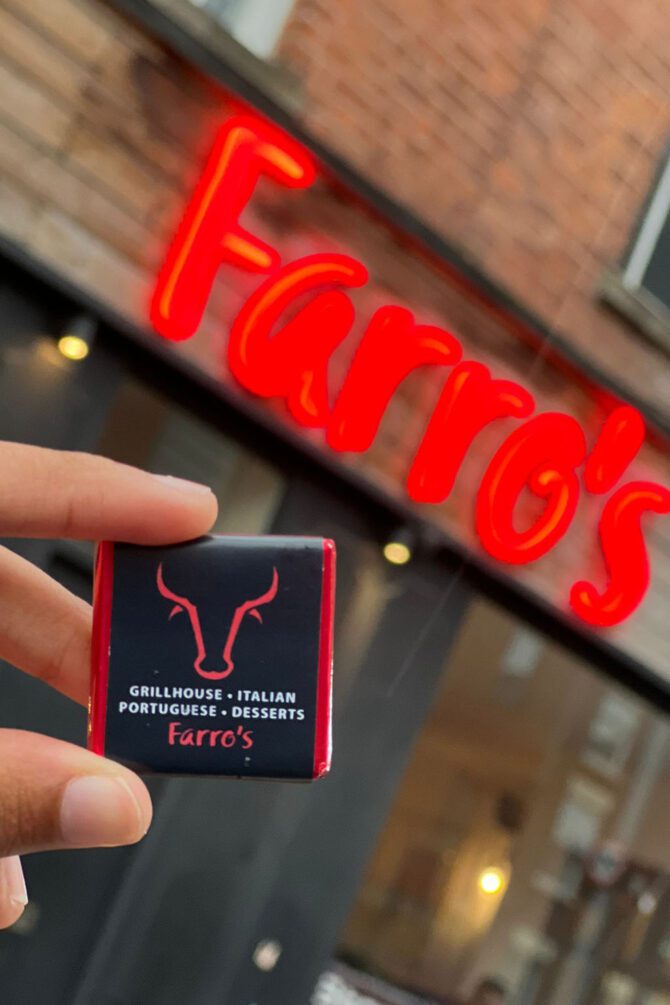 Farro's
GRILLHOUSE • ITALIAN
PORTUGUESE • DESSERTS
Farro's